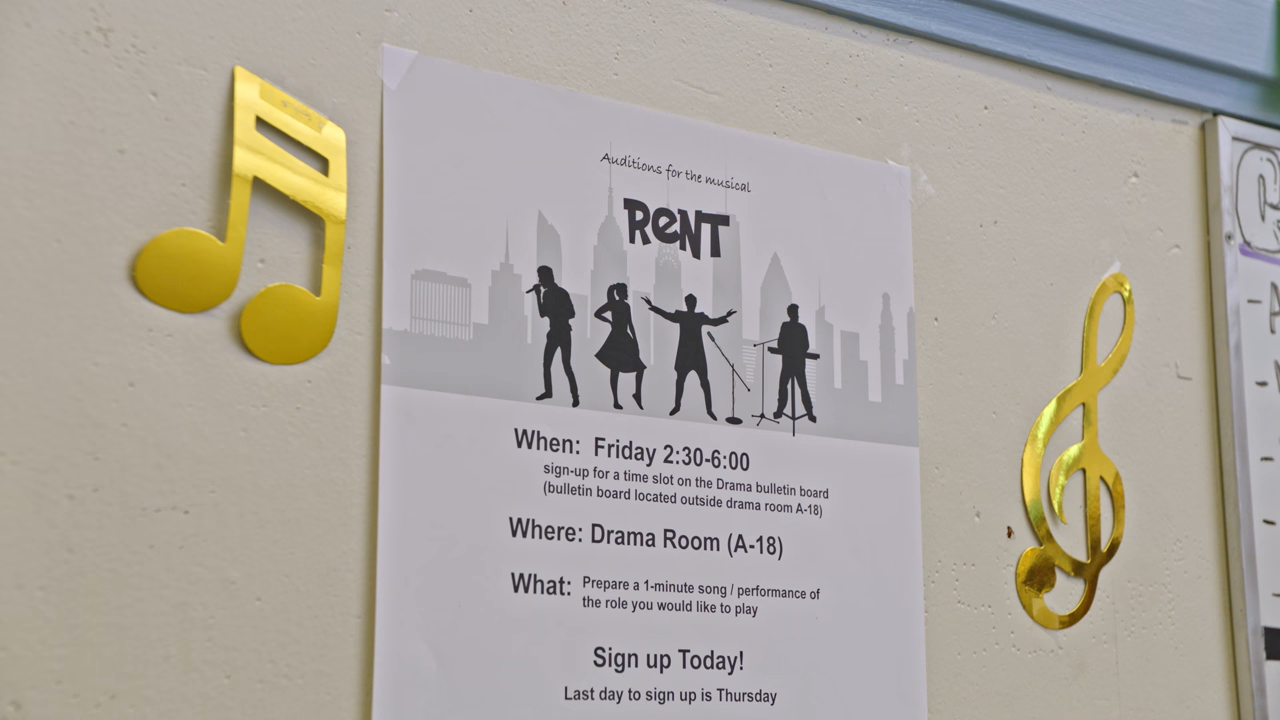 Auditions for the musical
ReNT
When: Friday 2:30-6:00
sign-up for a time slot on the Drama bulletin board
(bulletin board located outside drama room A-18)
Where: Drama Room (A-18)
What: Prepare a 1-minute song / performance of
the role you would like to play
Sign up Today!
Last day to sign up is Thursday